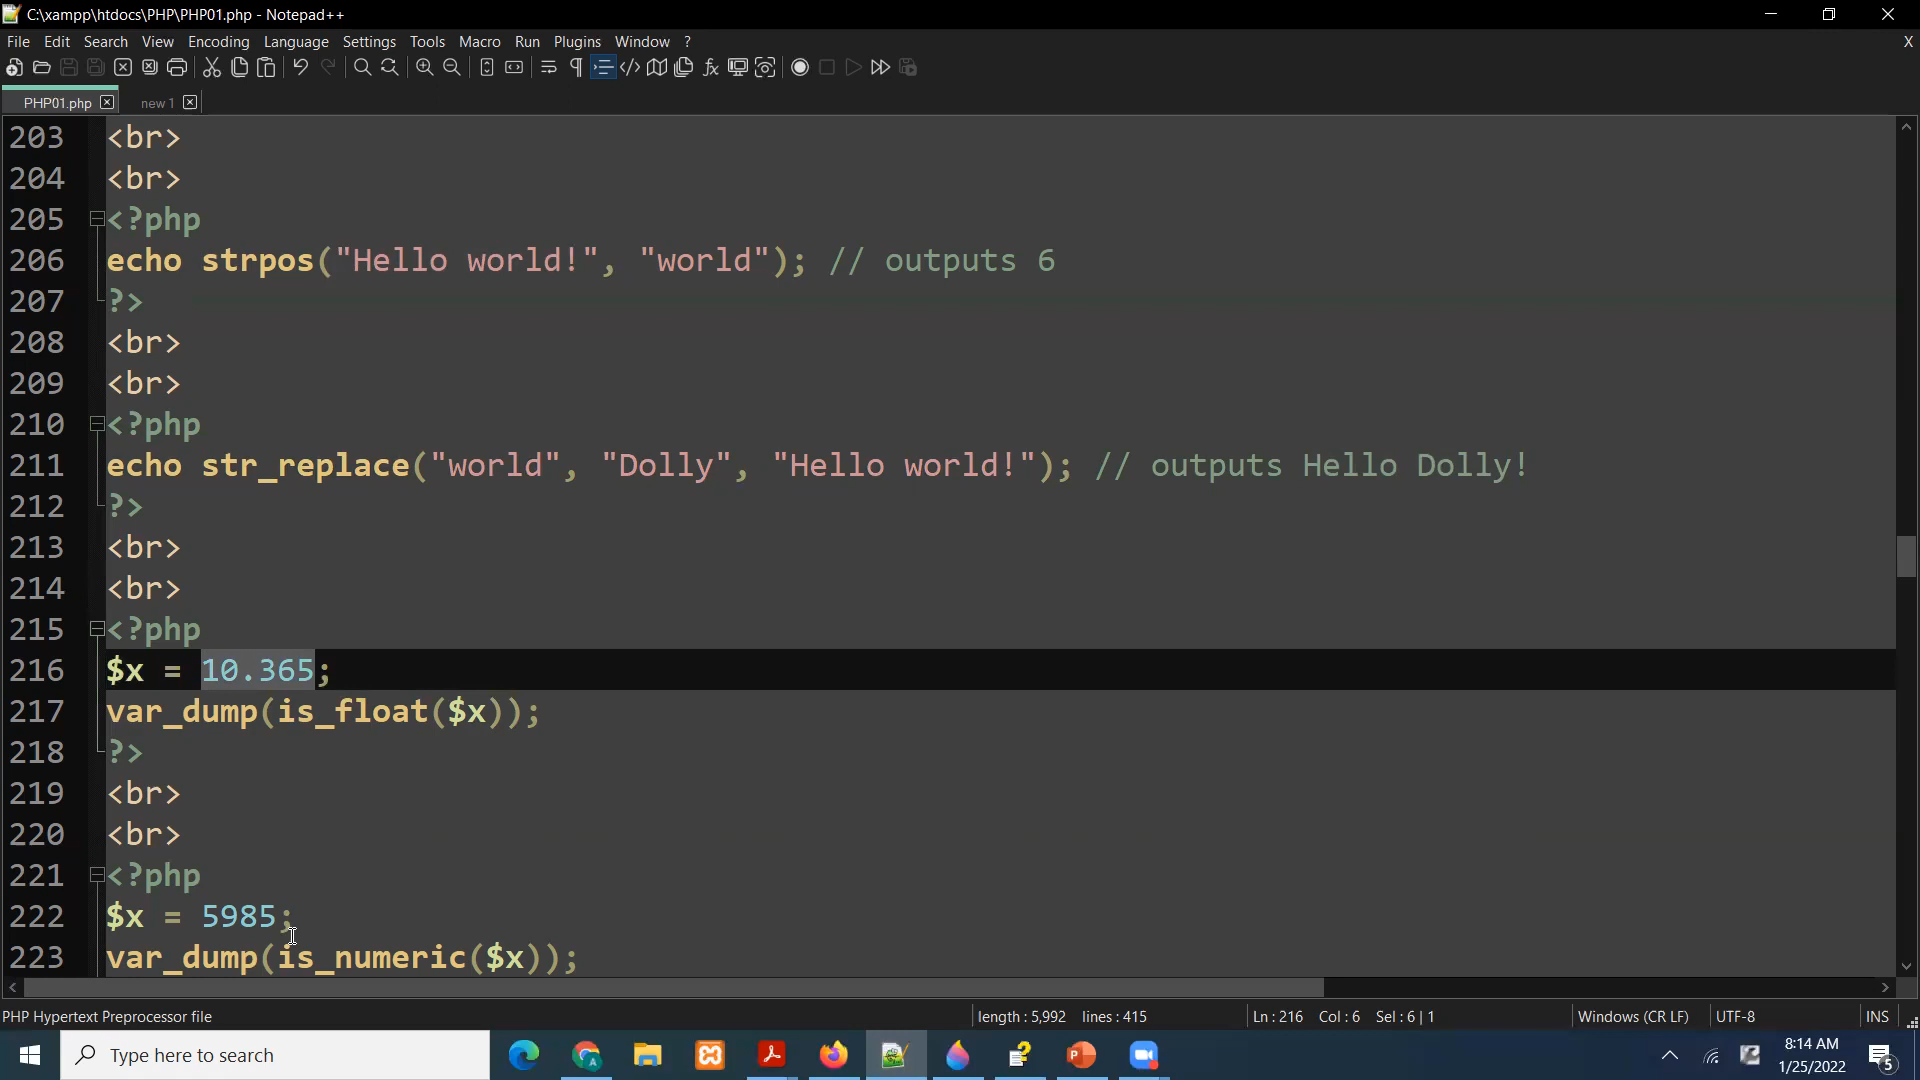 C:\xampp\htdocs\PHP\PHP01.php - Notepad++
File Edit Search View Encoding Language Settings Tools Macro Run Plugins Window ? X
PHP01.php new 1
203 <br>
204 <br>
205 <?php
206 echo strpos("Hello world!", "world"); // outputs 6
207 ?>
208 <br>
209 <br>
210 <?php
211 echo str_replace("world", "Dolly", "Hello world!"); // outputs Hello Dolly!
212 ?>
213 <br>
214 <br>
215 <?php
216 $x = 10.365;
217 var_dump(is_float($x));
218 ?>
219 <br>
220 <br>
221 <?php
222 $x = 5985;
223 var_dump(is_numeric($x));
PHP Hypertext Preprocessor file length : 5,992 lines : 415 Ln : 216 Col : 6 Sel : 6 | 1 Windows (CR LF) UTF-8 INS
Type here to search
8:14 AM
1/25/2022
5